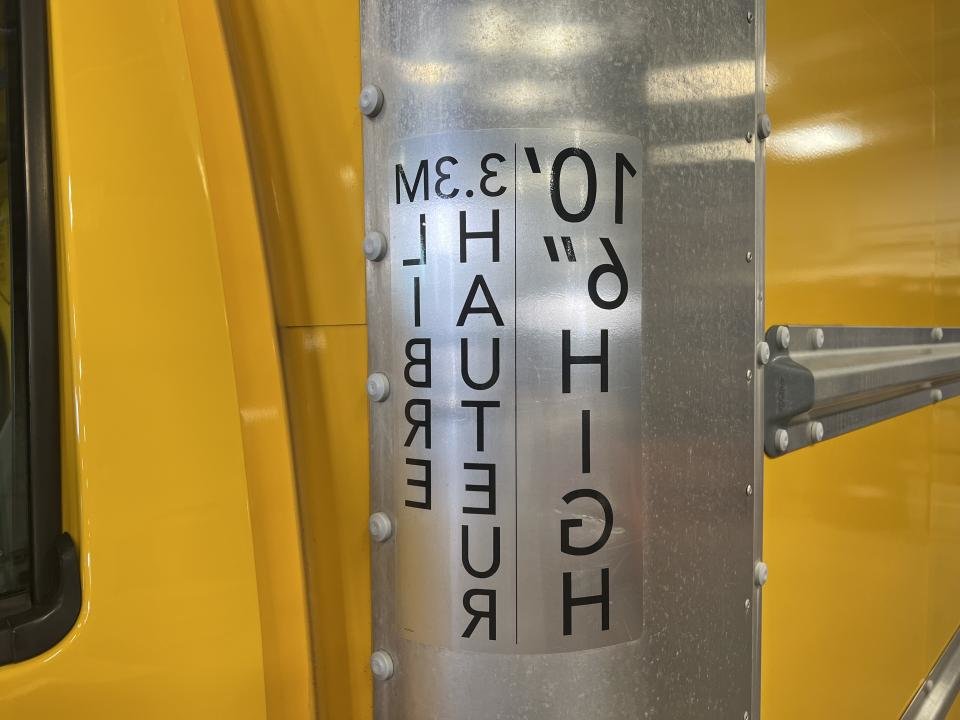 10' 6" HIGH
3.3M HAUTEUR
LIBRE